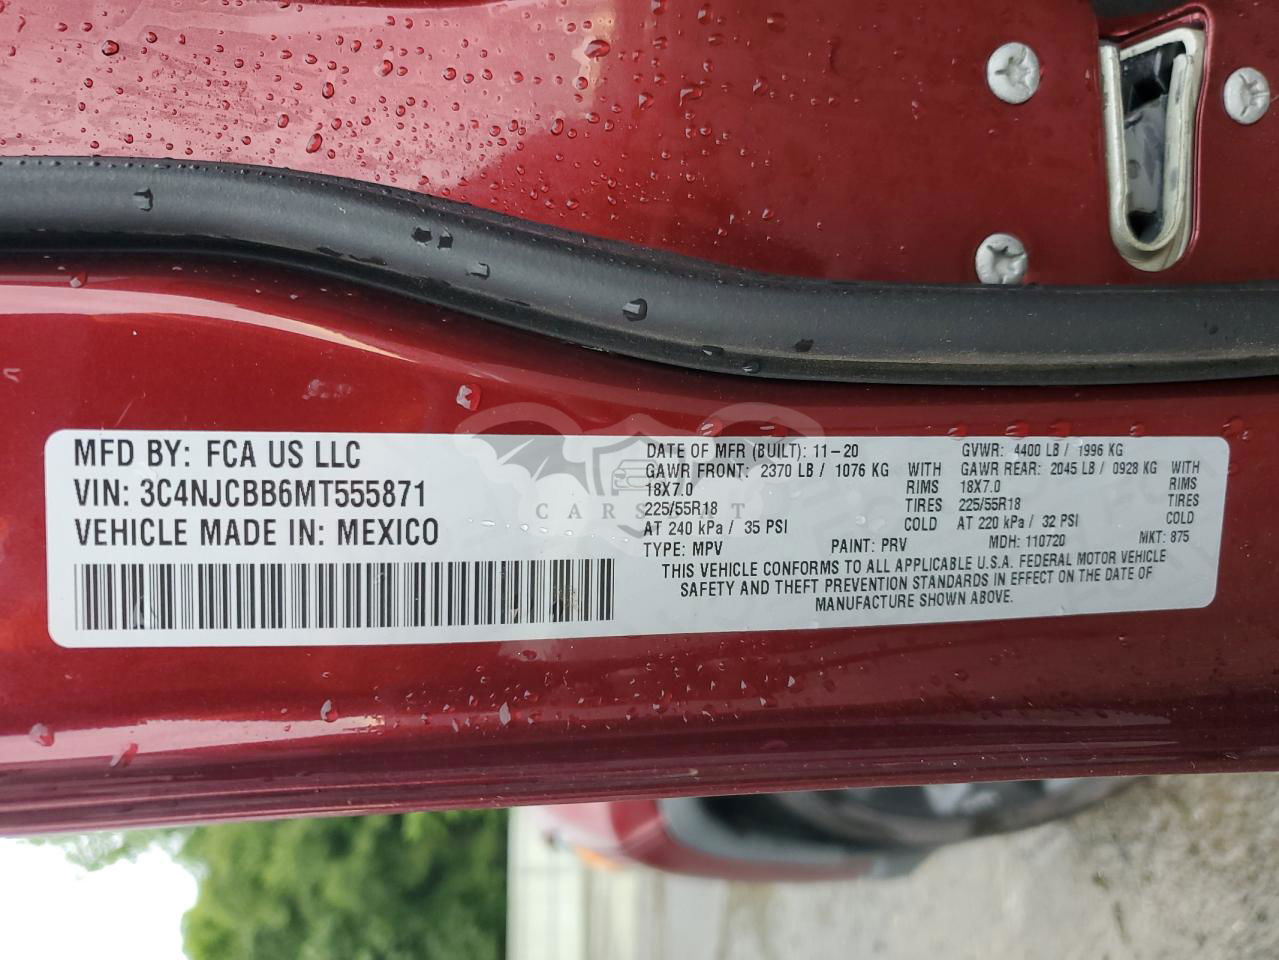 MFD BY: FCA US LLC
VIN: 3C4NJCBB6MT555871
VEHICLE MADE IN: MEXICO
DATE OF MFR (BUILT): 11-20
GAWR FRONT: 2370 LB / 1076 KG WITH
18X7.0 RIMS
225/55R18 TIRES
AT 240 kPa / 35 PSI COLD
TYPE: MPV
GVWR: 4400 LB / 1996 KG
GAWR REAR: 2045 LB / 0928 KG WITH
18X7.0 RIMS
225/55R18 TIRES
AT 220 kPa / 32 PSI COLD
PAINT: PRV MDH: 110720 MKT: 875
THIS VEHICLE CONFORMS TO ALL APPLICABLE U.S.A. FEDERAL MOTOR VEHICLE
SAFETY AND THEFT PREVENTION STANDARDS IN EFFECT ON THE DATE OF
MANUFACTURE SHOWN ABOVE.